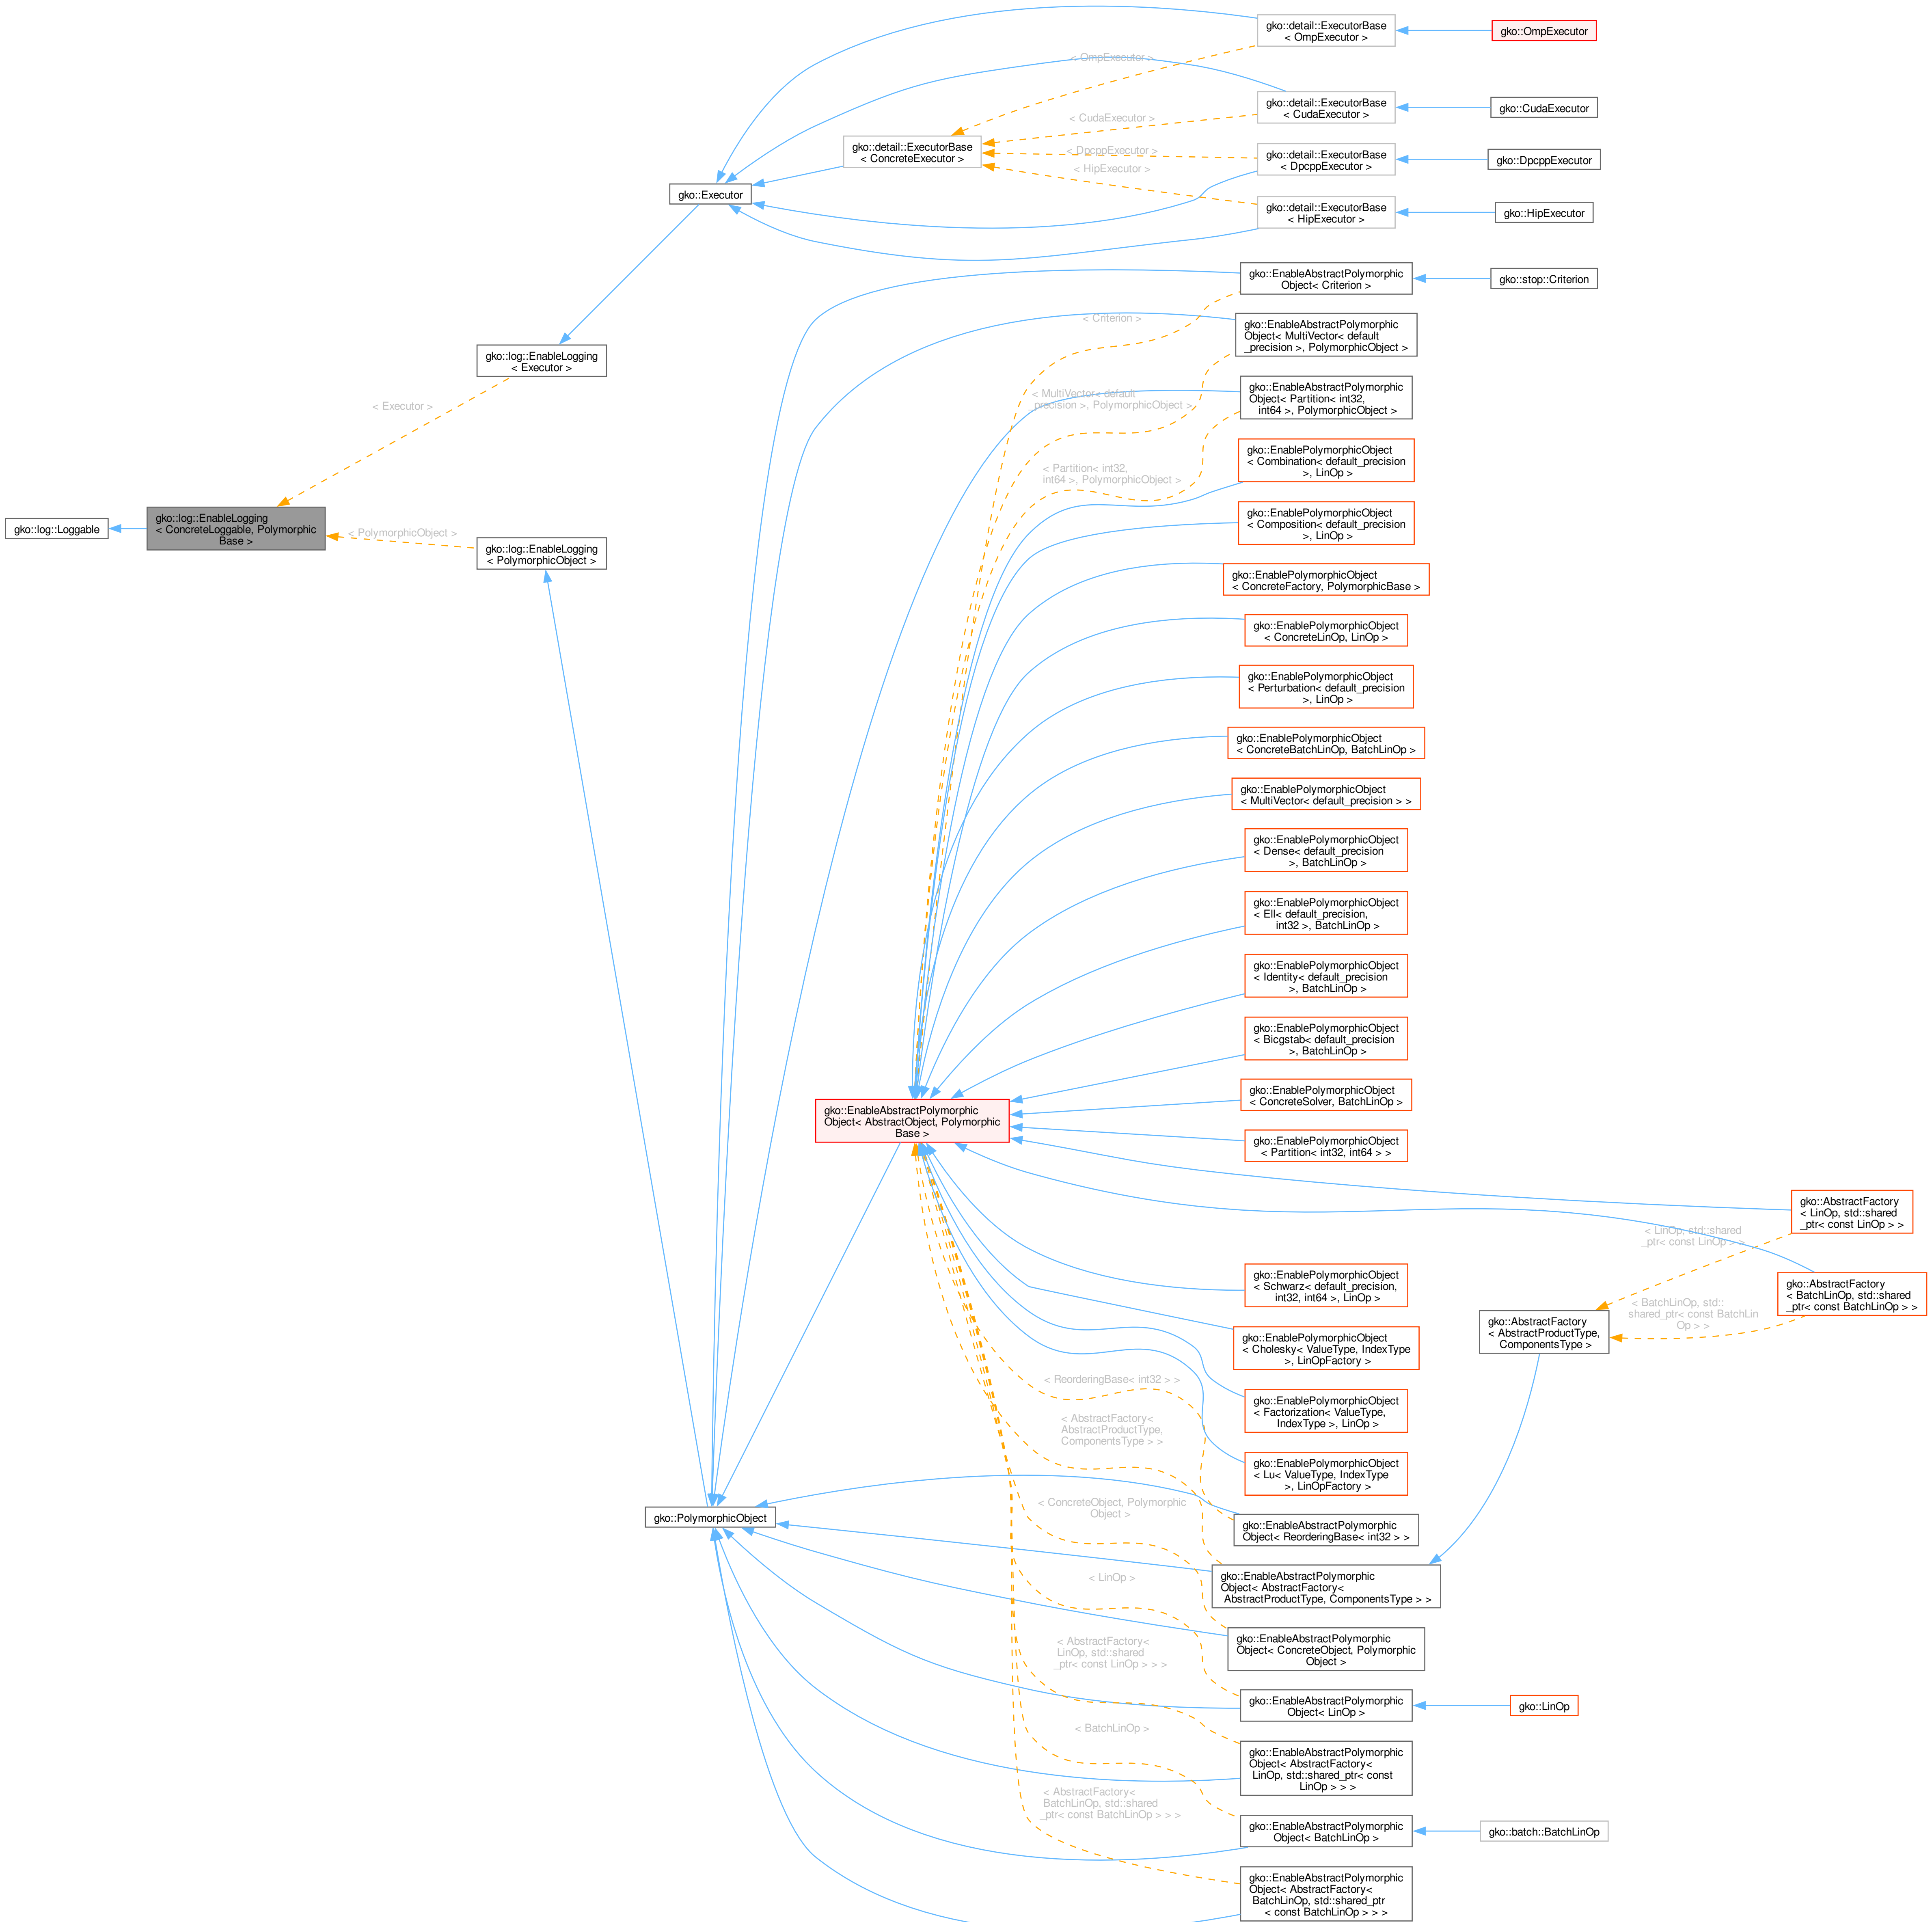 gko::detail::ExecutorBase
< OmpExecutor >
gko::OmpExecutor
< OmpExecutor >
gko::detail::ExecutorBase
< CudaExecutor >
gko::CudaExecutor
< CudaExecutor >
gko::detail::ExecutorBase
< ConcreteExecutor >
< DpcppExecutor >
gko::detail::ExecutorBase
< DpcppExecutor >
gko::DpcppExecutor
< HipExecutor >
gko::Executor
gko::detail::ExecutorBase
< HipExecutor >
gko::HipExecutor
gko::EnableAbstractPolymorphic
Object< Criterion >
gko::stop::Criterion
< Criterion >
gko::EnableAbstractPolymorphic
Object< MultiVector< default
_precision >, PolymorphicObject >
gko::log::EnableLogging
< Executor >
< Executor >
< MultiVector< default
_precision >, PolymorphicObject >
gko::EnableAbstractPolymorphic
Object< Partition< int32,
int64 >, PolymorphicObject >
< Partition< int32,
int64 >, PolymorphicObject >
gko::EnablePolymorphicObject
< Combination< default_precision
>, LinOp >
gko::log::Loggable
gko::log::EnableLogging
< ConcreteLoggable, Polymorphic
Base >
< PolymorphicObject >
gko::log::EnableLogging
< PolymorphicObject >
gko::EnablePolymorphicObject
< Composition< default_precision
>, LinOp >
gko::EnablePolymorphicObject
< ConcreteFactory, PolymorphicBase >
gko::EnablePolymorphicObject
< ConcreteLinOp, LinOp >
gko::EnablePolymorphicObject
< Perturbation< default_precision
>, LinOp >
gko::EnablePolymorphicObject
< ConcreteBatchLinOp, BatchLinOp >
gko::EnablePolymorphicObject
< MultiVector< default_precision > >
gko::EnablePolymorphicObject
< Dense< default_precision
>, BatchLinOp >
gko::EnablePolymorphicObject
< Ell< default_precision,
int32 >, BatchLinOp >
gko::EnablePolymorphicObject
< Identity< default_precision
>, BatchLinOp >
gko::EnablePolymorphicObject
< Bicgstab< default_precision
>, BatchLinOp >
gko::EnablePolymorphicObject
< ConcreteSolver, BatchLinOp >
gko::EnableAbstractPolymorphic
Object< AbstractObject, Polymorphic
Base >
gko::EnablePolymorphicObject
< Partition< int32, int64 > >
gko::AbstractFactory
< LinOp, std::shared
_ptr< const LinOp > >
< LinOp, std::shared
_ptr< const LinOp > >
gko::EnablePolymorphicObject
< Schwarz< default_precision,
int32, int64 >, LinOp >
gko::AbstractFactory
< BatchLinOp, std::shared
_ptr< const BatchLinOp > >
< BatchLinOp, std::
shared_ptr< const BatchLin
Op > >
gko::AbstractFactory
< AbstractProductType,
ComponentsType >
gko::EnablePolymorphicObject
< Cholesky< ValueType, IndexType
>, LinOpFactory >
< ReorderingBase< int32 > >
gko::EnablePolymorphicObject
< Factorization< ValueType,
IndexType >, LinOp >
< AbstractFactory<
AbstractProductType,
ComponentsType > >
gko::EnablePolymorphicObject
< Lu< ValueType, IndexType
>, LinOpFactory >
< ConcreteObject, Polymorphic
Object >
gko::PolymorphicObject
gko::EnableAbstractPolymorphic
Object< ReorderingBase< int32 > >
< LinOp >
gko::EnableAbstractPolymorphic
Object< AbstractFactory<
AbstractProductType, ComponentsType > >
gko::EnableAbstractPolymorphic
Object< ConcreteObject, Polymorphic
Object >
< AbstractFactory<
LinOp, std::shared
_ptr< const LinOp > > >
gko::EnableAbstractPolymorphic
Object< LinOp >
gko::LinOp
< BatchLinOp >
gko::EnableAbstractPolymorphic
Object< AbstractFactory<
LinOp, std::shared_ptr< const
LinOp > > >
< AbstractFactory<
BatchLinOp, std::shared
_ptr< const BatchLinOp > > >
gko::EnableAbstractPolymorphic
Object< BatchLinOp >
gko::batch::BatchLinOp
gko::EnableAbstractPolymorphic
Object< AbstractFactory<
BatchLinOp, std::shared_ptr
< const BatchLinOp > > >